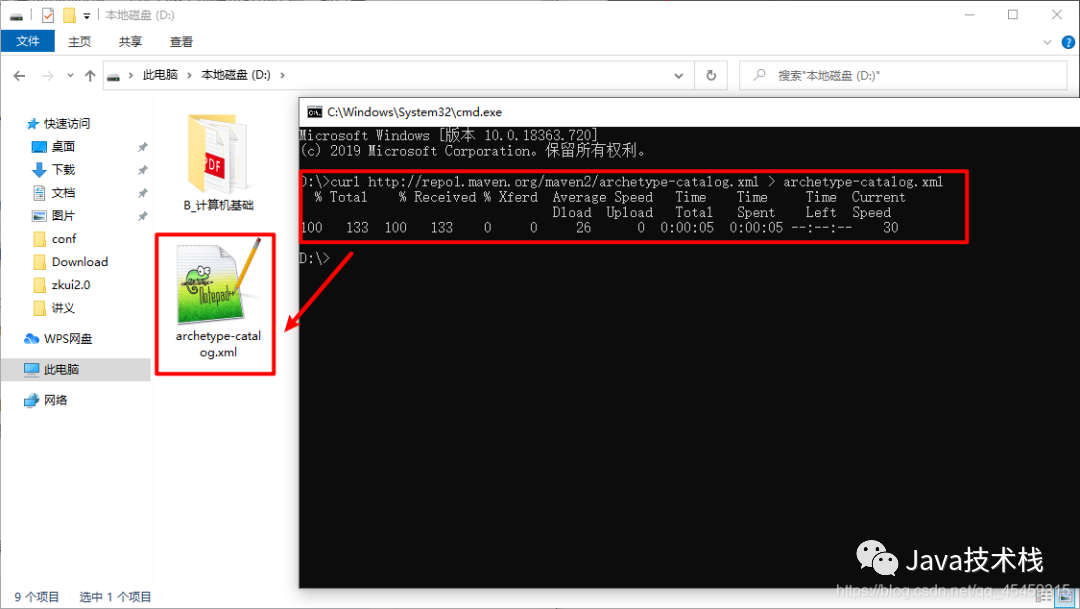 本地磁盘 (D:)
文件 主页 共享 查看
此电脑 › 本地磁盘 (D:) ›
搜索"本地磁盘 (D:)"
快速访问
桌面
下载
文档
图片
conf
Download
zkui2.0
讲义
WPS网盘
此电脑
网络
PDF
B_计算机基础
Notepad++
archetype-catal
og.xml
C:\Windows\System32\cmd.exe
Microsoft Windows [版本 10.0.18363.720]
(c) 2019 Microsoft Corporation。保留所有权利。
D:\>curl http://repo1.maven.org/maven2/archetype-catalog.xml > archetype-catalog.xml
% Total % Received % Xferd Average Speed Time Time Time Current
Dload Upload Total Spent Left Speed
100 133 100 133 0 0 26 0 0:00:05 0:00:05 --:--:-- 30
D:\>
Java技术栈
https://blog.csdn.net/qq_45459315
9 个项目 选中 1 个项目